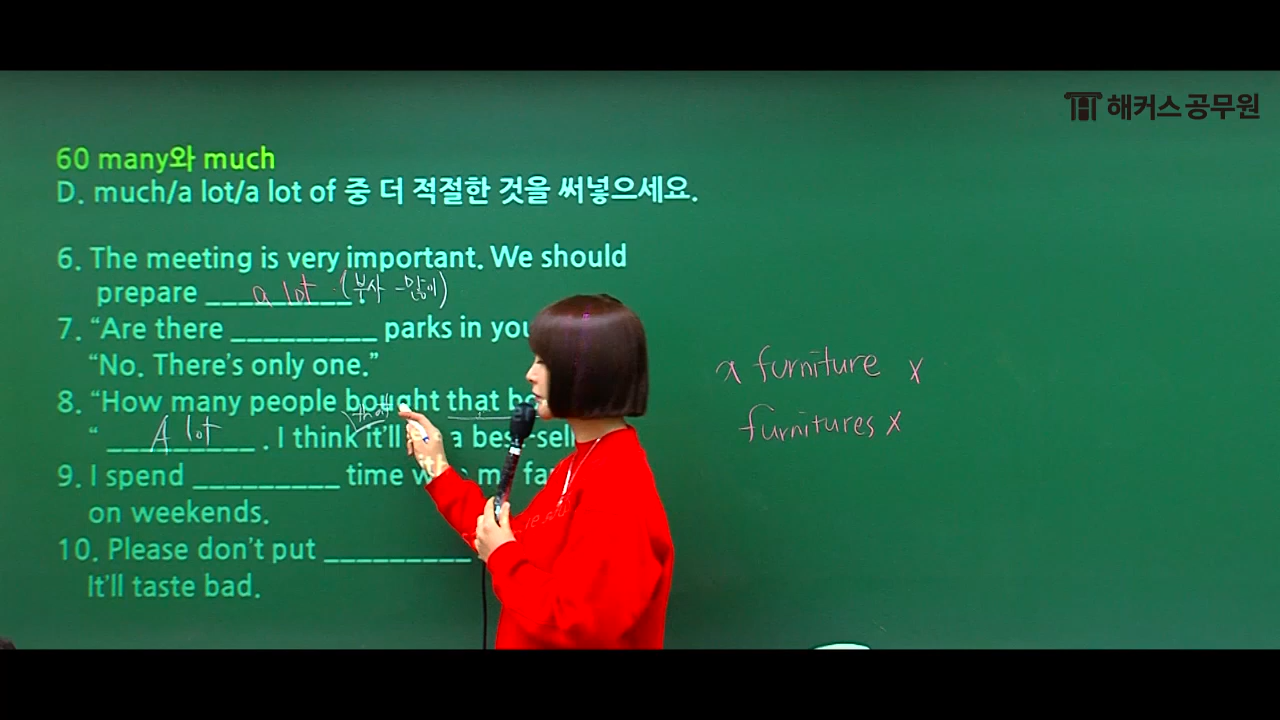 해커스 공무원
60 many와 much
D. much/a lot/a lot of 중 더 적절한 것을 써넣으세요.
6. The meeting is very important. We should
prepare __________. a lot (부사 - 많이)
7. “Are there __________ parks in you
“No. There’s only one.”
8. “How many people bought that bo
that
“ A lot . I think it’ll a best-sell
9. I spend __________ time my fa
on weekends.
10. Please don’t put __________
It’ll taste bad.
a furniture x
furnitures x